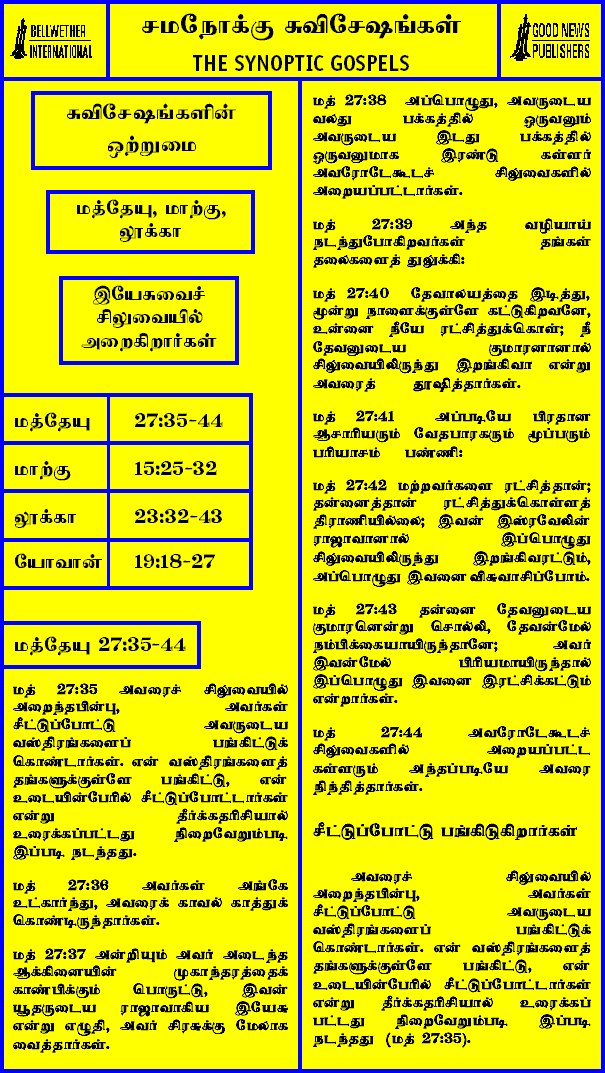 BELLWETHER
INTERNATIONAL
சமநோக்கு சுவிசேஷங்கள்
THE SYNOPTIC GOSPELS
GOOD NEWS
PUBLISHERS
சுவிசேஷங்களின்
ஒற்றுமை
மத்தேயு, மாற்கு,
லூக்கா
இயேசுவைச்
சிலுவையில்
அறைகிறார்கள்
மத்தேயு 27:35-44
மாற்கு 15:25-32
லூக்கா 23:32-43
யோவான் 19:18-27
மத்தேயு 27:35-44
மத் 27:35 அவரைச் சிலுவையில்
அறைந்தபின்பு, அவர்கள்
சீட்டுப்போட்டு அவருடைய
வஸ்திரங்களைப் பங்கிட்டுக்
கொண்டார்கள். என் வஸ்திரங்களைத்
தங்களுக்குள்ளே பங்கிட்டு, என்
உடையின்பேரில் சீட்டுப்போட்டார்கள்
என்று தீர்க்கதரிசியால்
உரைக்கப்பட்டது நிறைவேறும்படி
இப்படி நடந்தது.
மத் 27:36 அவர்கள் அங்கே
உட்கார்ந்து, அவரைக் காவல் காத்துக்
கொண்டிருந்தார்கள்.
மத் 27:37 அன்றியும் அவர் அடைந்த
ஆக்கினையின் முகாந்தரத்தைக்
காண்பிக்கும் பொருட்டு, இவன்
யூதருடைய ராஜாவாகிய இயேசு
என்று எழுதி, அவர் சிரசுக்கு மேலாக
வைத்தார்கள்.
மத் 27:38 அப்பொழுது, அவருடைய
வலது பக்கத்தில் ஒருவனும்
அவருடைய இடது பக்கத்தில்
ஒருவனுமாக இரண்டு கள்ளர்
அவரோடேகூடச் சிலுவைகளில்
அறையப்பட்டார்கள்.
மத் 27:39 அந்த வழியாய்
நடந்துபோகிறவர்கள் தங்கள்
தலைகளைத் துலுக்கி:
மத் 27:40 தேவாலயத்தை இடித்து,
மூன்று நாளைக்குள்ளே கட்டுகிறவனே,
உன்னை நீயே ரட்சித்துக்கொள்; நீ
தேவனுடைய குமாரனானால்
சிலுவையிலிருந்து இறங்கிவா என்று
அவரைத் தூஷித்தார்கள்.
மத் 27:41 அப்படியே பிரதான
ஆசாரியரும் வேதபாரகரும் மூப்பரும்
பரியாசம் பண்ணி:
மத் 27:42 மற்றவர்களை ரட்சித்தான்;
தன்னைத்தான் ரட்சித்துக்கொள்ளத்
திராணியில்லை; இவன் இஸ்ரவேலின்
ராஜாவானால் இப்பொழுது
சிலுவையிலிருந்து இறங்கிவரட்டும்,
அப்பொழுது இவனை விசுவாசிப்போம்.
மத் 27:43 தன்னை தேவனுடைய
குமாரனென்று சொல்லி, தேவன்மேல்
நம்பிக்கையாயிருந்தானே; அவர்
இவன்மேல் பிரியமாயிருந்தால்
இப்பொழுது இவனை இரட்சிக்கட்டும்
என்றார்கள்.
மத் 27:44 அவரோடேகூடச்
சிலுவைகளில் அறையப்பட்ட
கள்ளரும் அந்தப்படியே அவரை
நிந்தித்தார்கள்.
சீட்டுப்போட்டு பங்கிடுகிறார்கள்
அவரைச் சிலுவையில்
அறைந்தபின்பு, அவர்கள்
சீட்டுப்போட்டு அவருடைய
வஸ்திரங்களைப் பங்கிட்டுக்
கொண்டார்கள். என் வஸ்திரங்களைத்
தங்களுக்குள்ளே பங்கிட்டு, என்
உடையின்பேரில் சீட்டுப்போட்டார்கள்
என்று தீர்க்கதரிசியால் உரைக்கப்
பட்டது நிறைவேறும்படி இப்படி
நடந்தது (மத் 27:35).